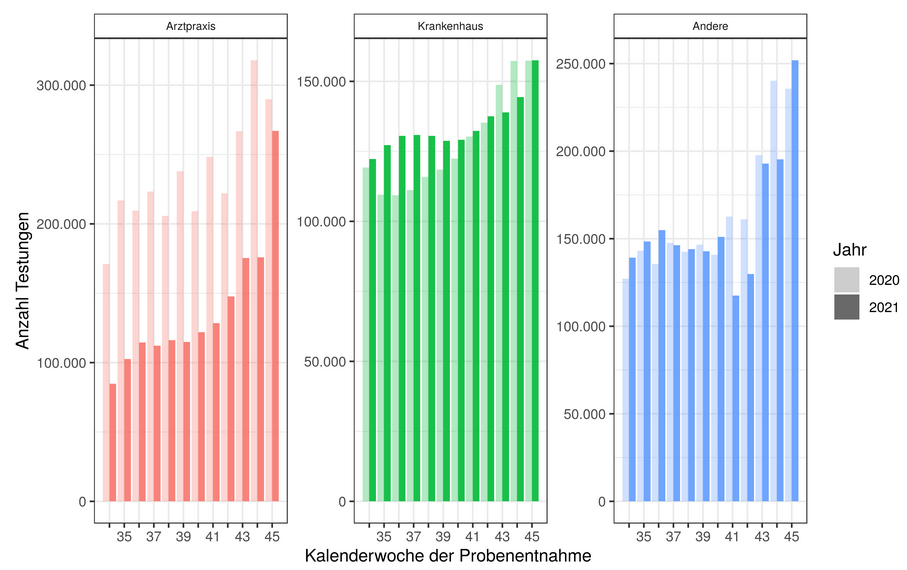 Arztpraxis
Krankenhaus
Andere
Anzahl Testungen
300.000
200.000
100.000
0
150.000
100.000
50.000
0
250.000
200.000
150.000
100.000
50.000
0
35 37 39 41 43 45
35 37 39 41 43 45
35 37 39 41 43 45
Kalenderwoche der Probenentnahme
Jahr
2020
2021